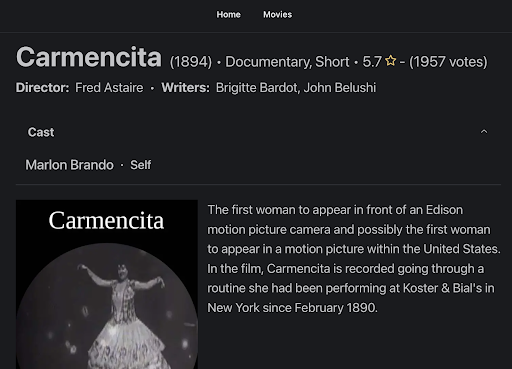 Home Movies
Carmencita (1894) • Documentary, Short • 5.7 ☆ - (1957 votes)
Director: Fred Astaire • Writers: Brigitte Bardot, John Belushi
Cast
Marlon Brando · Self
Carmencita
The first woman to appear in front of an Edison
motion picture camera and possibly the first woman
to appear in a motion picture within the United States.
In the film, Carmencita is recorded going through a
routine she had been performing at Koster & Bial's in
New York since February 1890.